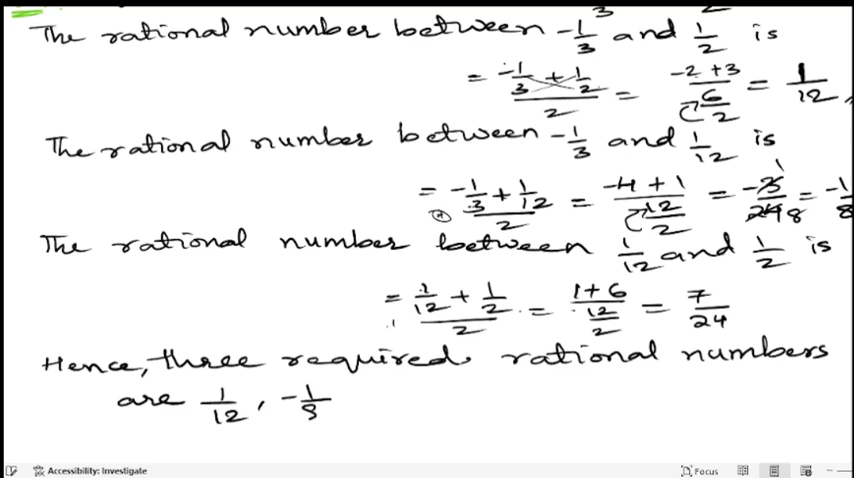 The rational number between -1/3 and 1/2 is
= (-1/3 + 1/2)/2 = ((-2+3)/6)/2 = 1/12,
The rational number between -1/3 and 1/12 is
= (-1/3 + 1/12)/2 = ((-4+1)/12)/2 = -3/24 1 8 = -1/8
The rational number between 1/12 and 1/2 is
= (1/12 + 1/2)/2 = ((1+6)/12)/2 = 7/24
Hence, three required rational numbers
are 1/12, -1/8
Accessibility: Investigate
Focus